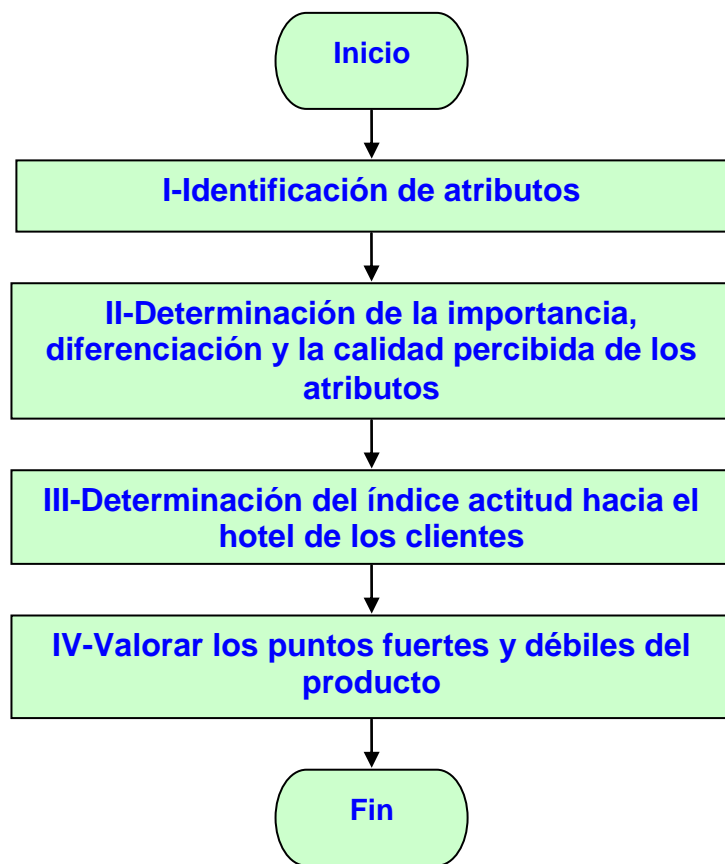 Inicio
I-Identificación de atributos
II-Determinación de la importancia,
diferenciación y la calidad percibida de los
atributos
III-Determinación del índice actitud hacia el
hotel de los clientes
IV-Valorar los puntos fuertes y débiles del
producto
Fin